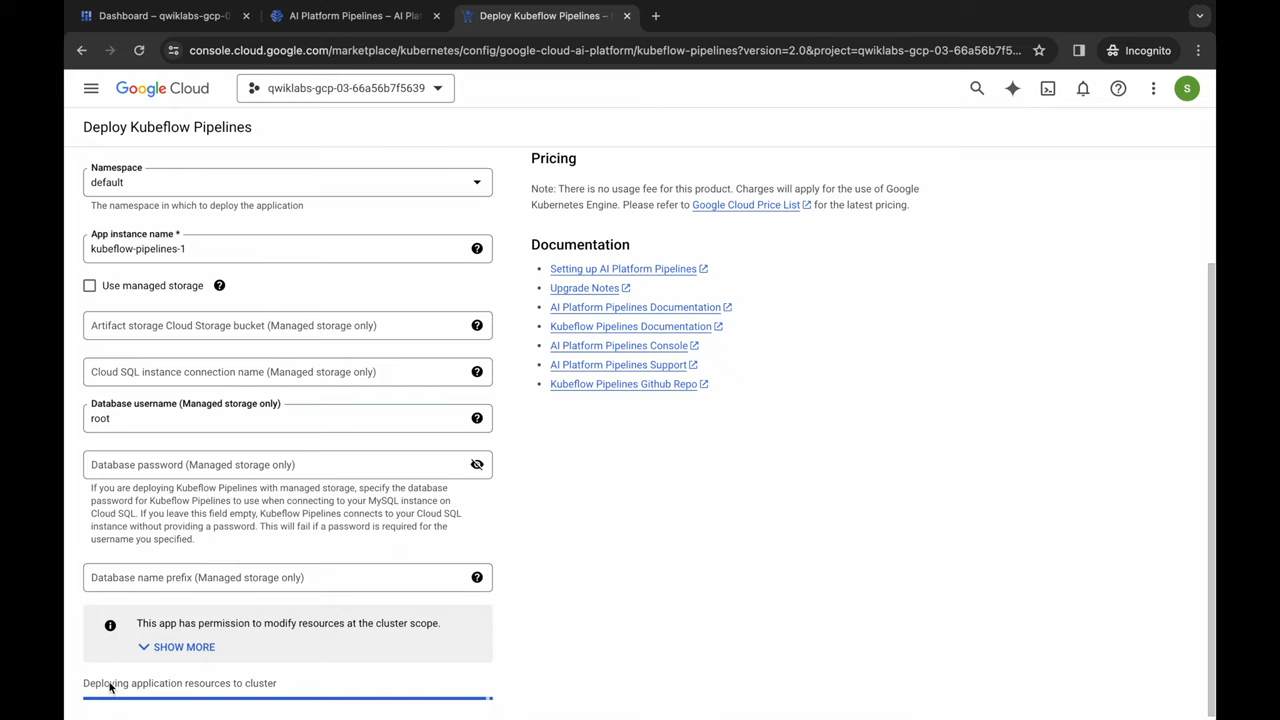 Dashboard – qwiklabs-gcp-0
AI Platform Pipelines – AI Pla
Deploy Kubeflow Pipelines –
console.cloud.google.com/marketplace/kubernetes/config/google-cloud-ai-platform/kubeflow-pipelines?version=2.0&project=qwiklabs-gcp-03-66a56b7f5...
Incognito
Google Cloud
qwiklabs-gcp-03-66a56b7f5639
S
Deploy Kubeflow Pipelines
Namespace
default
The namespace in which to deploy the application
App instance name *
kubeflow-pipelines-1
Use managed storage
Artifact storage Cloud Storage bucket (Managed storage only)
Cloud SQL instance connection name (Managed storage only)
Database username (Managed storage only)
root
Database password (Managed storage only)
If you are deploying Kubeflow Pipelines with managed storage, specify the database
password for Kubeflow Pipelines to use when connecting to your MySQL instance on
Cloud SQL. If you leave this field empty, Kubeflow Pipelines connects to your Cloud SQL
instance without providing a password. This will fail if a password is required for the
username you specified.
Database name prefix (Managed storage only)
This app has permission to modify resources at the cluster scope.
SHOW MORE
Deploying application resources to cluster
Pricing
Note: There is no usage fee for this product. Charges will apply for the use of Google
Kubernetes Engine. Please refer to Google Cloud Price List for the latest pricing.
Documentation
Setting up AI Platform Pipelines
Upgrade Notes
AI Platform Pipelines Documentation
Kubeflow Pipelines Documentation
AI Platform Pipelines Console
AI Platform Pipelines Support
Kubeflow Pipelines Github Repo